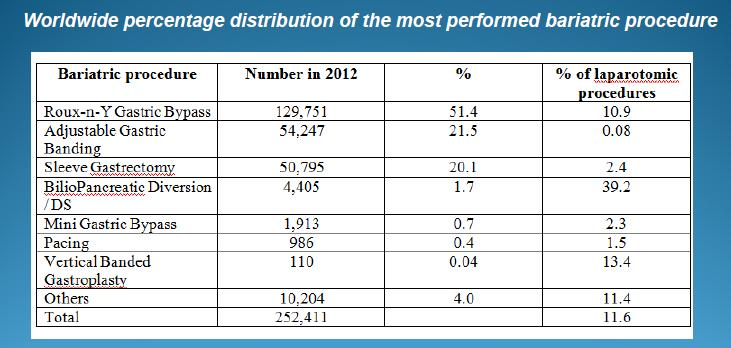 Worldwide percentage distribution of the most performed bariatric procedure
Bariatric procedure Number in 2012 % % of laparotomic
procedures
Roux-n-Y Gastric Bypass 129,751 51.4 10.9
Adjustable Gastric 54,247 21.5 0.08
Banding
Sleeve Gastrectomy 50,795 20.1 2.4
BilioPancreatic Diversion 4,405 1.7 39.2
/DS
Mini Gastric Bypass 1,913 0.7 2.3
Pacing 986 0.4 1.5
Vertical Banded 110 0.04 13.4
Gastroplasty
Others 10,204 4.0 11.4
Total 252,411 11.6